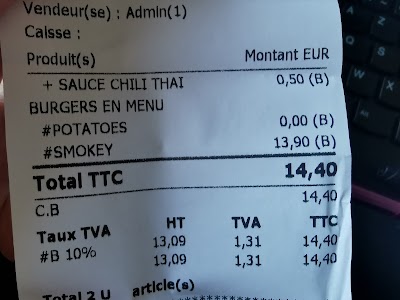 Vendeur(se) : Admin(1)
Caisse :
Produit(s) Montant EUR
+ SAUCE CHILI THAI 0,50 (B)
BURGERS EN MENU
#POTATOES 0,00 (B)
#SMOKEY 13,90 (B)
Total TTC 14,40
C.B 14,40
Taux TVA HT TVA TTC
#B 10% 13,09 1,31 14,40
13,09 1,31 14,40
Total 2 U article(s)